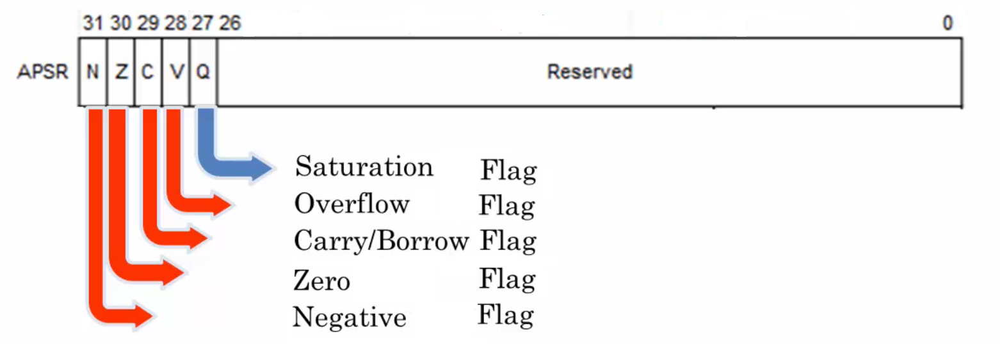 31 30 29 28 27 26 0
APSR N Z C V Q Reserved
Saturation Flag
Overflow Flag
Carry/Borrow Flag
Zero Flag
Negative Flag